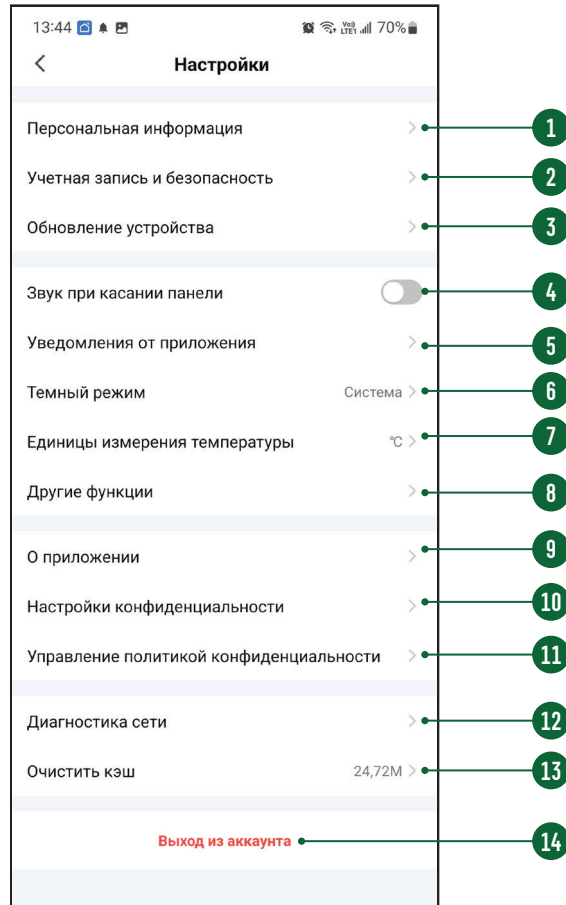 13:44 Vo)) LTE1 70%
Настройки
Персональная информация 1
Учетная запись и безопасность 2
Обновление устройства 3
Звук при касании панели 4
Уведомления от приложения 5
Темный режим Система 6
Единицы измерения температуры °C 7
Другие функции 8
О приложении 9
Настройки конфиденциальности 10
Управление политикой конфиденциальности 11
Диагностика сети 12
Очистить кэш 24,72M 13
Выход из аккаунта 14